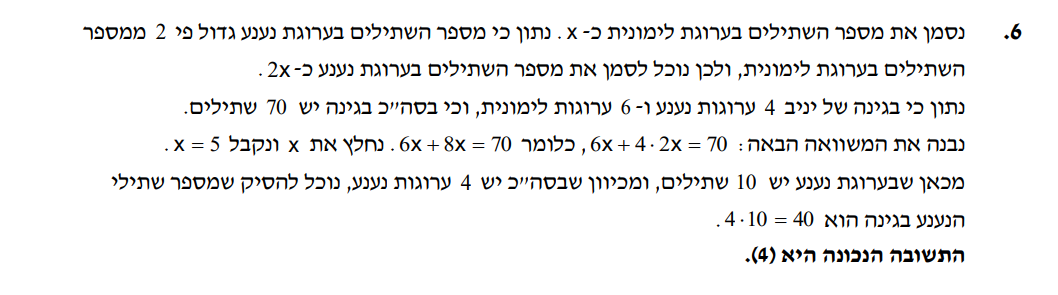 6. נסמן את מספר השתילים בערוגת לימונית כ- x . נתון כי מספר השתילים בערוגת נענע גדול פי 2 ממספר
השתילים בערוגת לימונית, ולכן נוכל לסמן את מספר השתילים בערוגת נענע כ- 2x .
נתון כי בגינה של יניב 4 ערוגות נענע ו- 6 ערוגות לימונית, וכי בסה״כ בגינה יש 70 שתילים.
נבנה את המשוואה הבאה: 6x + 4 · 2x = 70 , כלומר 6x + 8x = 70 . נחלץ את x ונקבל x = 5 .
מכאן שבערוגת נענע יש 10 שתילים, ומכיוון שבסה״כ יש 4 ערוגות נענע, נוכל להסיק שמספר שתילי
הנענע בגינה הוא 4 · 10 = 40 .
התשובה הנכונה היא (4).